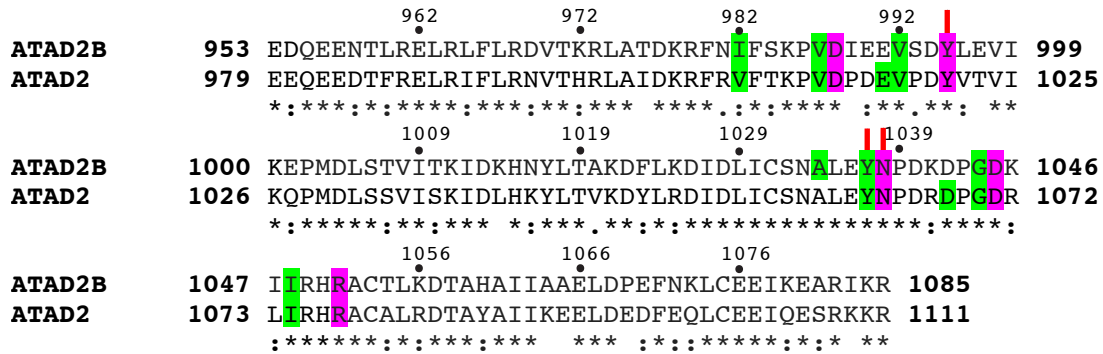 962 972 982 992
ATAD2B 953 EDQEENTLRELRLFLRDVTKRLATDKRFNIFSKPVDIEEVSDYLEVI 999
ATAD2 979 EEQEEDTFRELRIFLRNVTHRLAIDKRFRVFTKPVDPDEVPDYVTVI 1025
*:***:*:****:***:**:*** ****.:*:**** :**.**: **
1009 1019 1029 1039
ATAD2B 1000 KEPMDLSTVITKIDKHNYLTAKDFLKDIDLICSNALEYNPDKDPGDK 1046
ATAD2 1026 KQPMDLSSVISKIDLHKYLTVKDYLRDIDLICSNALEYNPDRDPGDR 1072
*:*****:**:*** *:***.**:*:***************:****:
1056 1066 1076
ATAD2B 1047 IIRHRACTLKDTAHAIIAAELDPEFNKLCEEIKEARIKR 1085
ATAD2 1073 LIRHRACALRDTAYAIIKEELDEDFEQLCEEIQESRKKR 1111
:******:*:***:***  *** :*::*****:*:* **